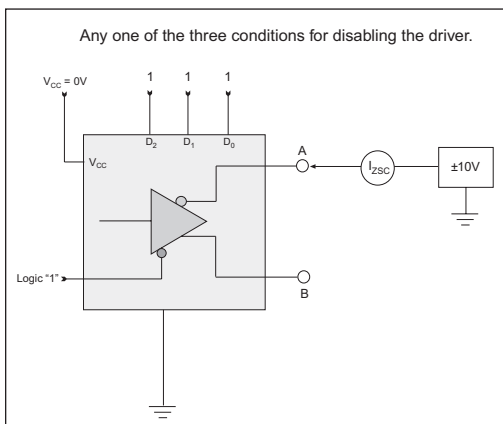 Any one of the three conditions for disabling the driver.
VCC = 0V
1 1 1
D2 D1 D0
VCC
A
IZSC
±10V
Logic “1”
B